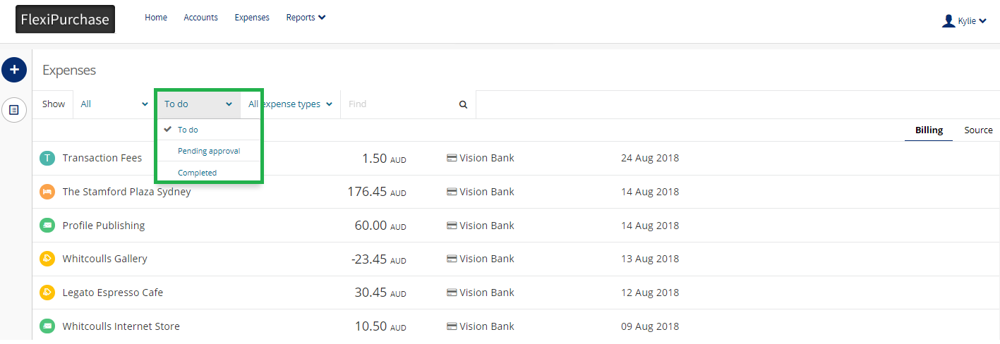 FlexiPurchase Home Accounts Expenses Reports Kylie
Expenses
Show All To do All expense types Find
To do
Billing Source
Pending approval
Transaction Fees 1.50 AUD Vision Bank 24 Aug 2018
Completed
The Stamford Plaza Sydney 176.45 AUD Vision Bank 14 Aug 2018
Profile Publishing 60.00 AUD Vision Bank 14 Aug 2018
Whitcoulls Gallery -23.45 AUD Vision Bank 13 Aug 2018
Legato Espresso Cafe 30.45 AUD Vision Bank 12 Aug 2018
Whitcoulls Internet Store 10.50 AUD Vision Bank 09 Aug 2018